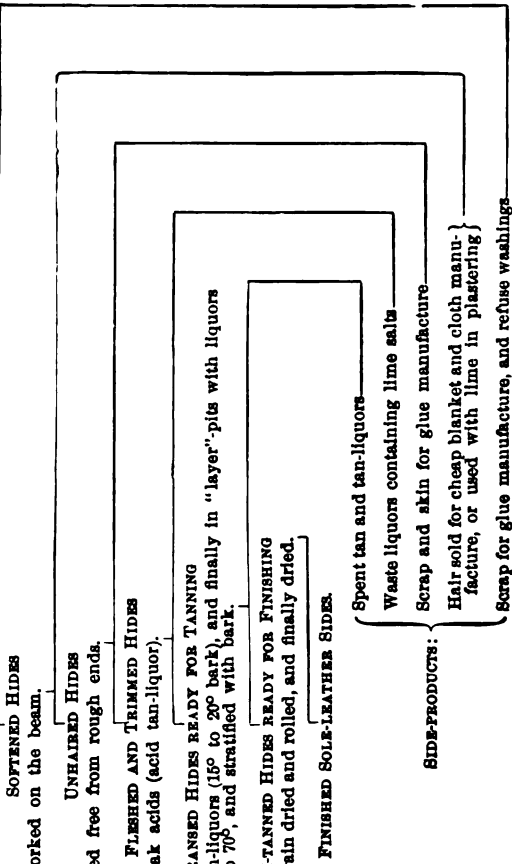 SOFTENED HIDES
orked on the beam.
UNHAIRED HIDES
ed free from rough ends.
FLESHED AND TRIMMED HIDES
ak acids (acid tan-liquor).
ANSED HIDES READY FOR TANNING
n-liquors (15° to 20° bark), and finally in "layer"-pits with liquors
o 70°, and stratified with bark.
-TANNED HIDES READY FOR FINISHING
ain dried and rolled, and finally dried.
FINISHED SOLE-LEATHER SIDES.
SIDE-PRODUCTS:
Spent tan and tan-liquors
Waste liquors containing lime salts
Scrap and skin for glue manufacture
Hair sold for cheap blanket and cloth manu-
facture, or used with lime in plastering
Scrap for glue manufacture, and refuse washings